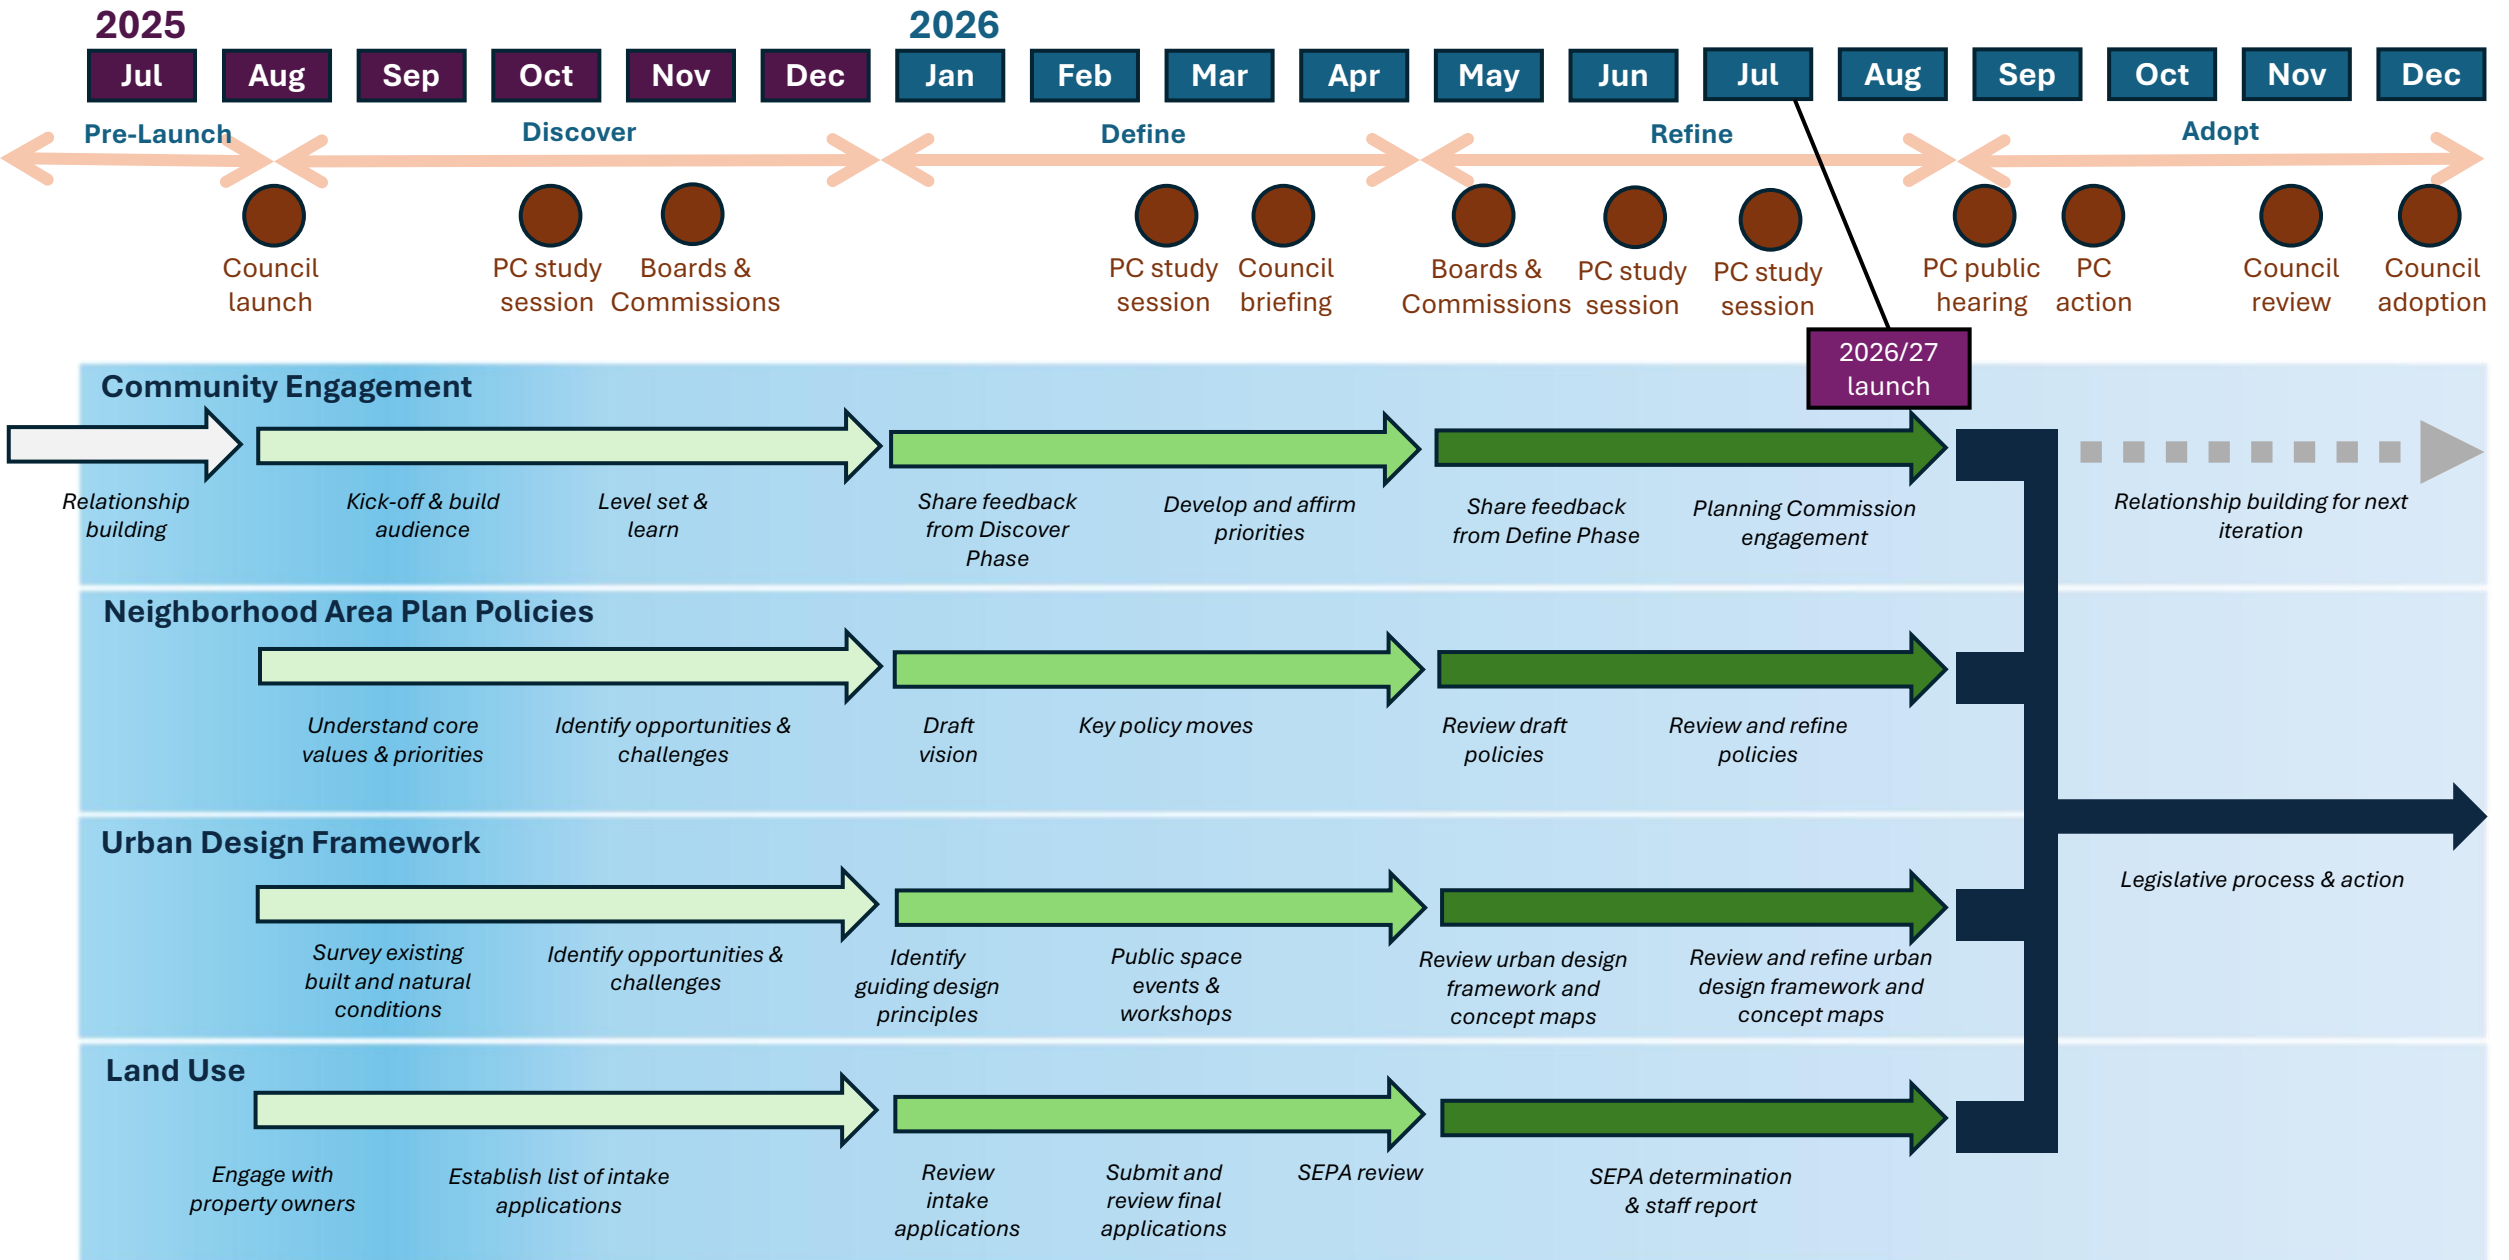 2025
2026
Jul
Aug
Sep
Oct
Nov
Dec
Jan
Feb
Mar
Apr
May
Jun
Jul
Aug
Sep
Oct
Nov
Dec
Pre-Launch
Discover
Define
Refine
Adopt
Council
launch
PC study
session
Boards &
Commissions
PC study
session
Council
briefing
Boards &
Commissions
PC study
session
PC study
session
PC public
hearing
PC
action
Council
review
Council
adoption
2026/27
launch
Community Engagement
Relationship
building
Kick-off & build
audience
Level set &
learn
Share feedback
from Discover
Phase
Develop and affirm
priorities
Share feedback
from Define Phase
Planning Commission
engagement
Relationship building for next
iteration
Neighborhood Area Plan Policies
Understand core
values & priorities
Identify opportunities &
challenges
Draft
vision
Key policy moves
Review draft
policies
Review and refine
policies
Urban Design Framework
Survey existing
built and natural
conditions
Identify opportunities &
challenges
Identify
guiding design
principles
Public space
events &
workshops
Review urban design
framework and
concept maps
Review and refine urban
design framework and
concept maps
Legislative process & action
Land Use
Engage with
property owners
Establish list of intake
applications
Review
intake
applications
Submit and
review final
applications
SEPA review
SEPA determination
& staff report